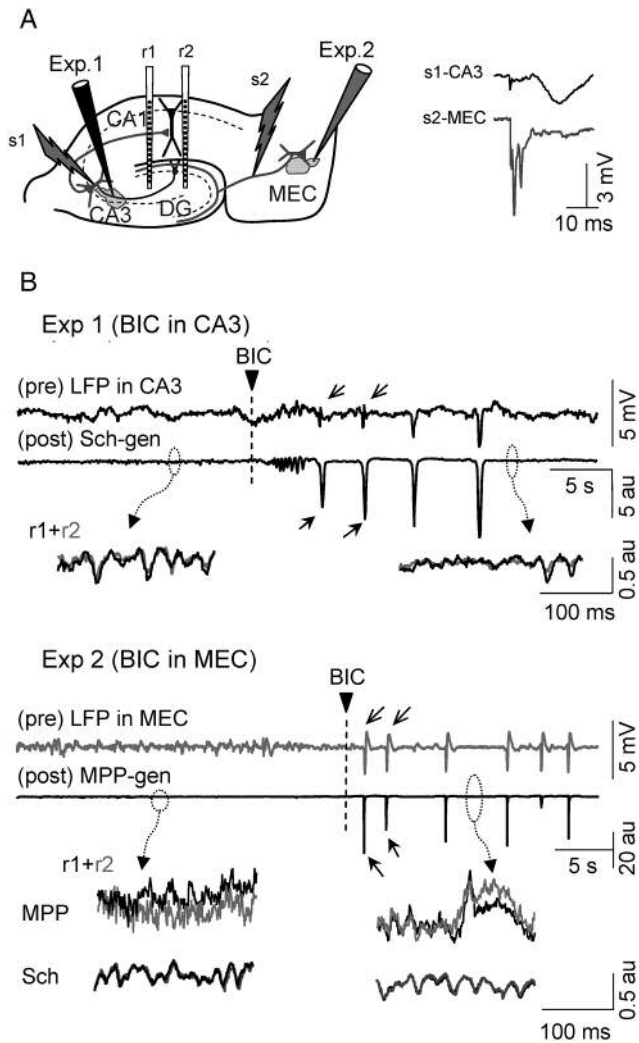 A
Exp.1
r1 r2
Exp.2
s2
s1
CA1
CA3
DG
MEC
s1-CA3
s2-MEC
3 mV
10 ms
B
Exp 1 (BIC in CA3)
BIC
(pre) LFP in CA3
5 mV
(post) Sch-gen
5 s
5 au
r1+r2
0.5 au
100 ms
Exp 2 (BIC in MEC)
BIC
(pre) LFP in MEC
5 mV
(post) MPP-gen
5 s
20 au
r1+r2
MPP
Sch
0.5 au
100 ms